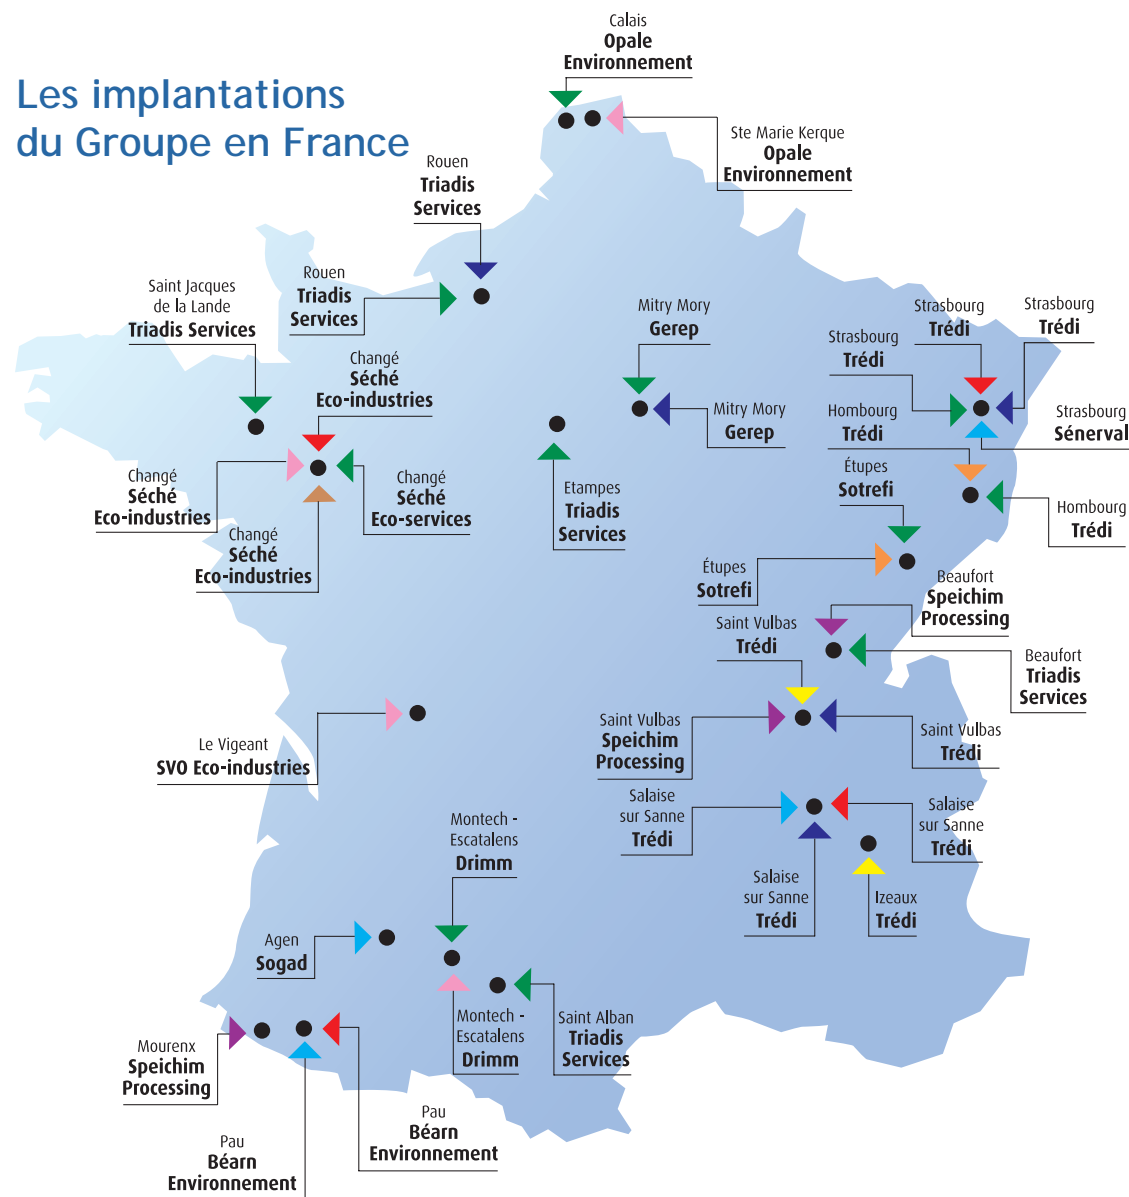 Les implantations
du Groupe en France
Calais
Opale
Environnement
Ste Marie Kerque
Opale
Environnement
Rouen
Triadis
Services
Rouen
Triadis
Services
Saint Jacques
de la Lande
Triadis Services
Changé
Séché
Eco-industries
Changé
Séché
Eco-industries
Changé
Séché
Eco-services
Changé
Séché
Eco-industries
Mitry Mory
Gerep
Mitry Mory
Gerep
Etampes
Triadis
Services
Strasbourg
Trédi
Strasbourg
Trédi
Strasbourg
Trédi
Strasbourg
Sénerval
Hombourg
Trédi
Hombourg
Trédi
Étupes
Sotrefi
Étupes
Sotrefi
Beaufort
Speichim
Processing
Beaufort
Triadis
Services
Saint Vulbas
Trédi
Saint Vulbas
Speichim
Processing
Saint Vulbas
Trédi
Le Vigeant
SVO Eco-industries
Salaise
sur Sanne
Trédi
Salaise
sur Sanne
Trédi
Salaise
sur Sanne
Trédi
Izeaux
Trédi
Montech -
Escatalens
Drimm
Agen
Sogad
Montech -
Escatalens
Drimm
Saint Alban
Triadis
Services
Mourenx
Speichim
Processing
Pau
Béarn
Environnement
Pau
Béarn
Environnement